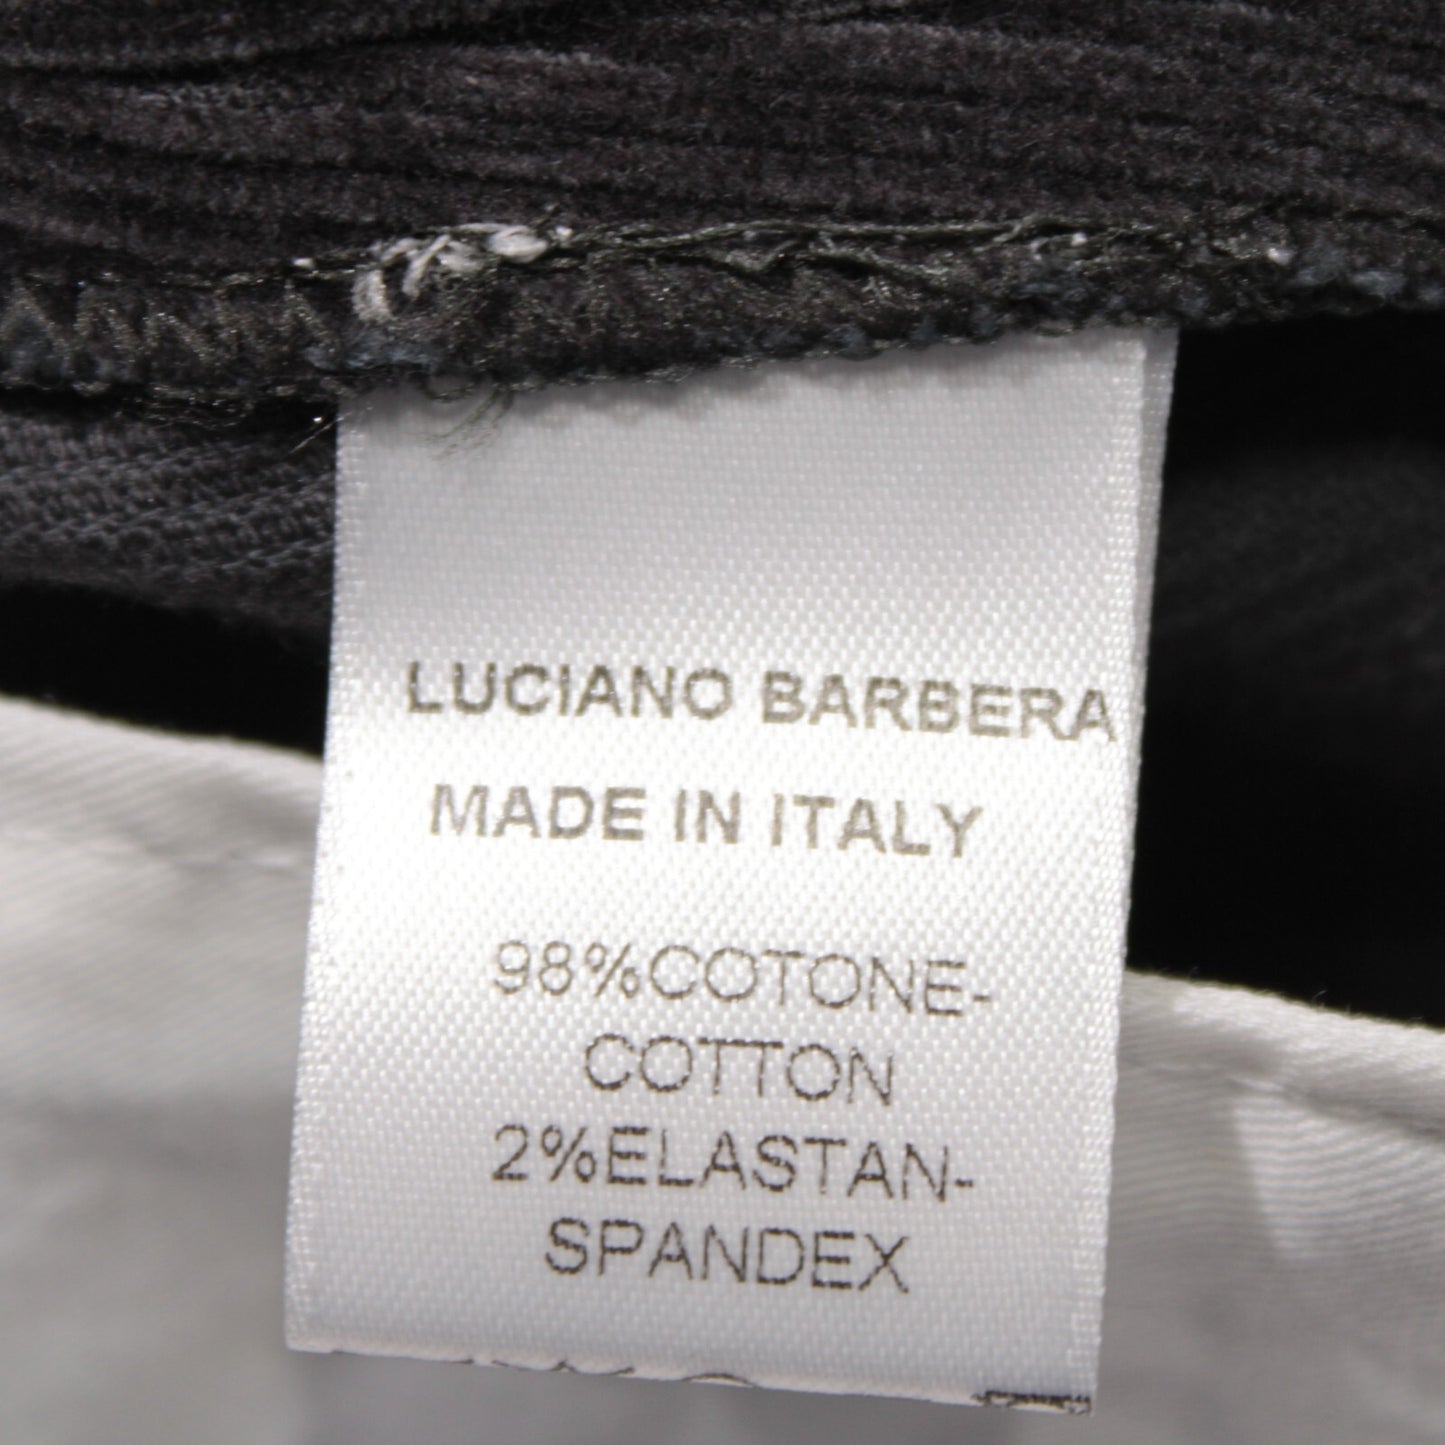 LUCIANO BARBERA
MADE IN ITALY
98%COTONE-
COTTON
2%ELASTAN-
SPANDEX